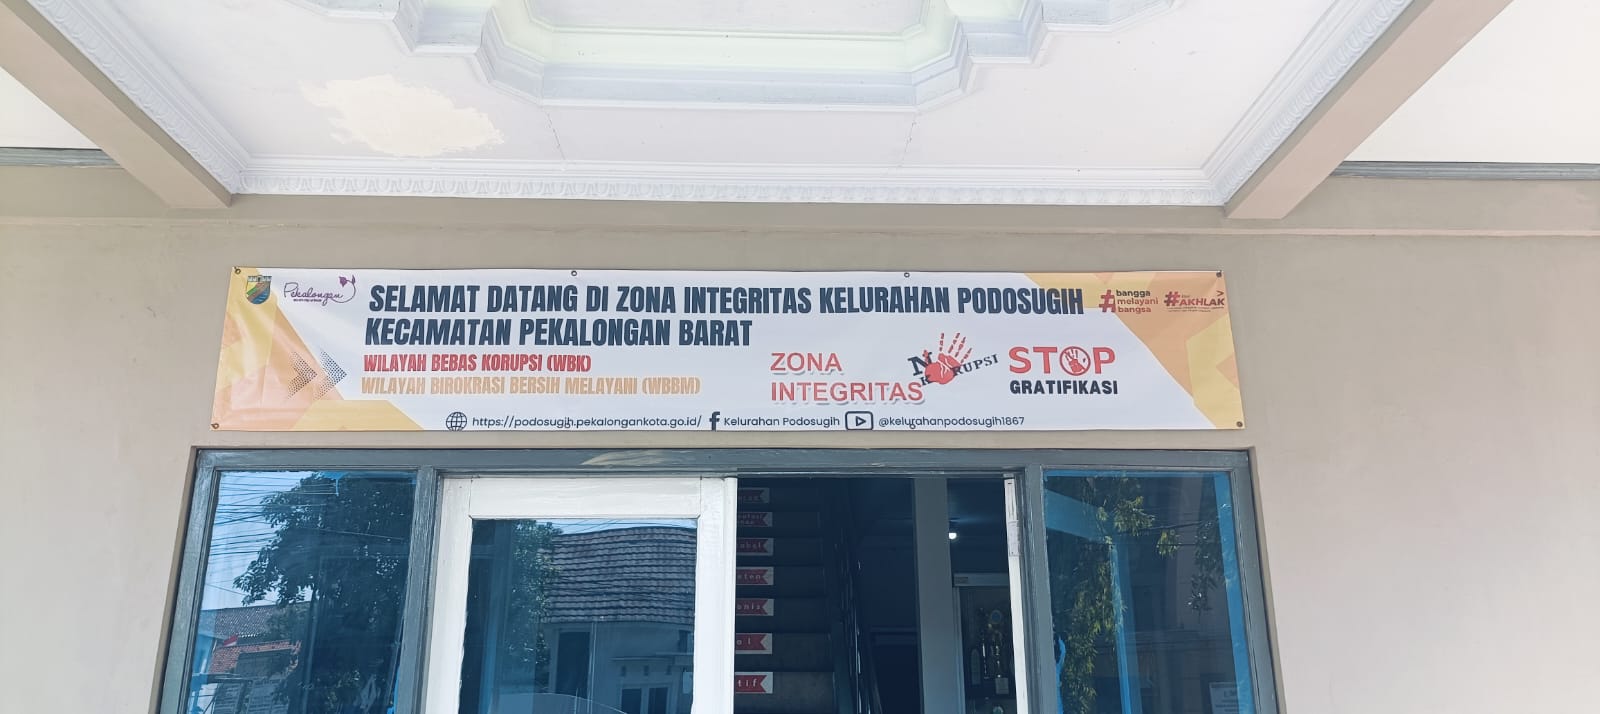 Pekalongan
SELAMAT DATANG DI ZONA INTEGRITAS KELURAHAN PODOSUGIH
KECAMATAN PEKALONGAN BARAT
#bangga
melayani
bangsa
#AKHLAK
WILAYAH BEBAS KORUPSI (WBK)
WILAYAH BIROKRASI BERSIH MELAYANI (WBBM)
ZONA
INTEGRITAS
NO KORUPSI
STOP
GRATIFIKASI
https://podosugih.pekalongankota.go.id/ Kelurahan Podosugih @kelurahanpodosugih1867